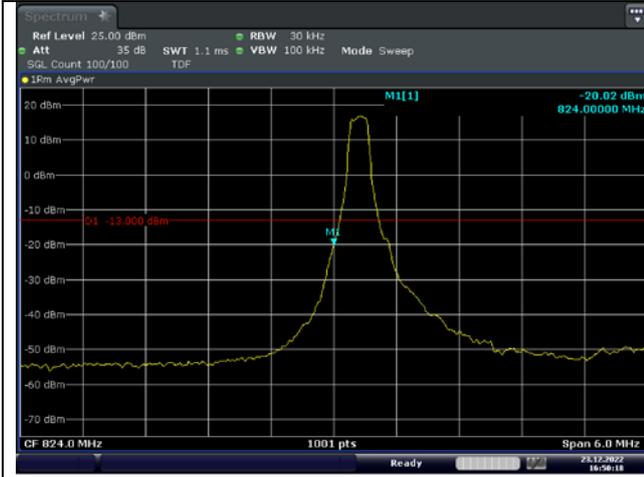 Spectrum
Ref Level 25.00 dBm RBW 30 kHz
Att 35 dB SWT 1.1 ms VBW 100 kHz Mode Sweep
SGL Count 100/100 TDF
1Rm AvgPwr
M1[1] -20.02 dBm
824.00000 MHz
20 dBm
10 dBm
0 dBm
-10 dBm
D1 -13.000 dBm
M1
-20 dBm
-30 dBm
-40 dBm
-50 dBm
-60 dBm
-70 dBm
CF 824.0 MHz 1001 pts Span 6.0 MHz
Ready 23.12.2022
16:50:18